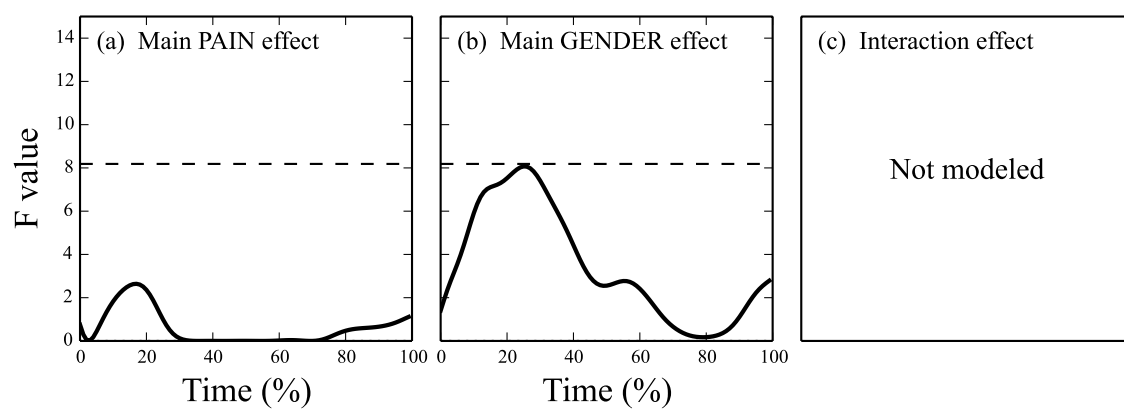 (a) Main PAIN effect
(b) Main GENDER effect
(c) Interaction effect
F value
14
12
10
8
6
4
2
0
Not modeled
0 20 40 60 80 100
0 20 40 60 80 100
Time (%)
Time (%)